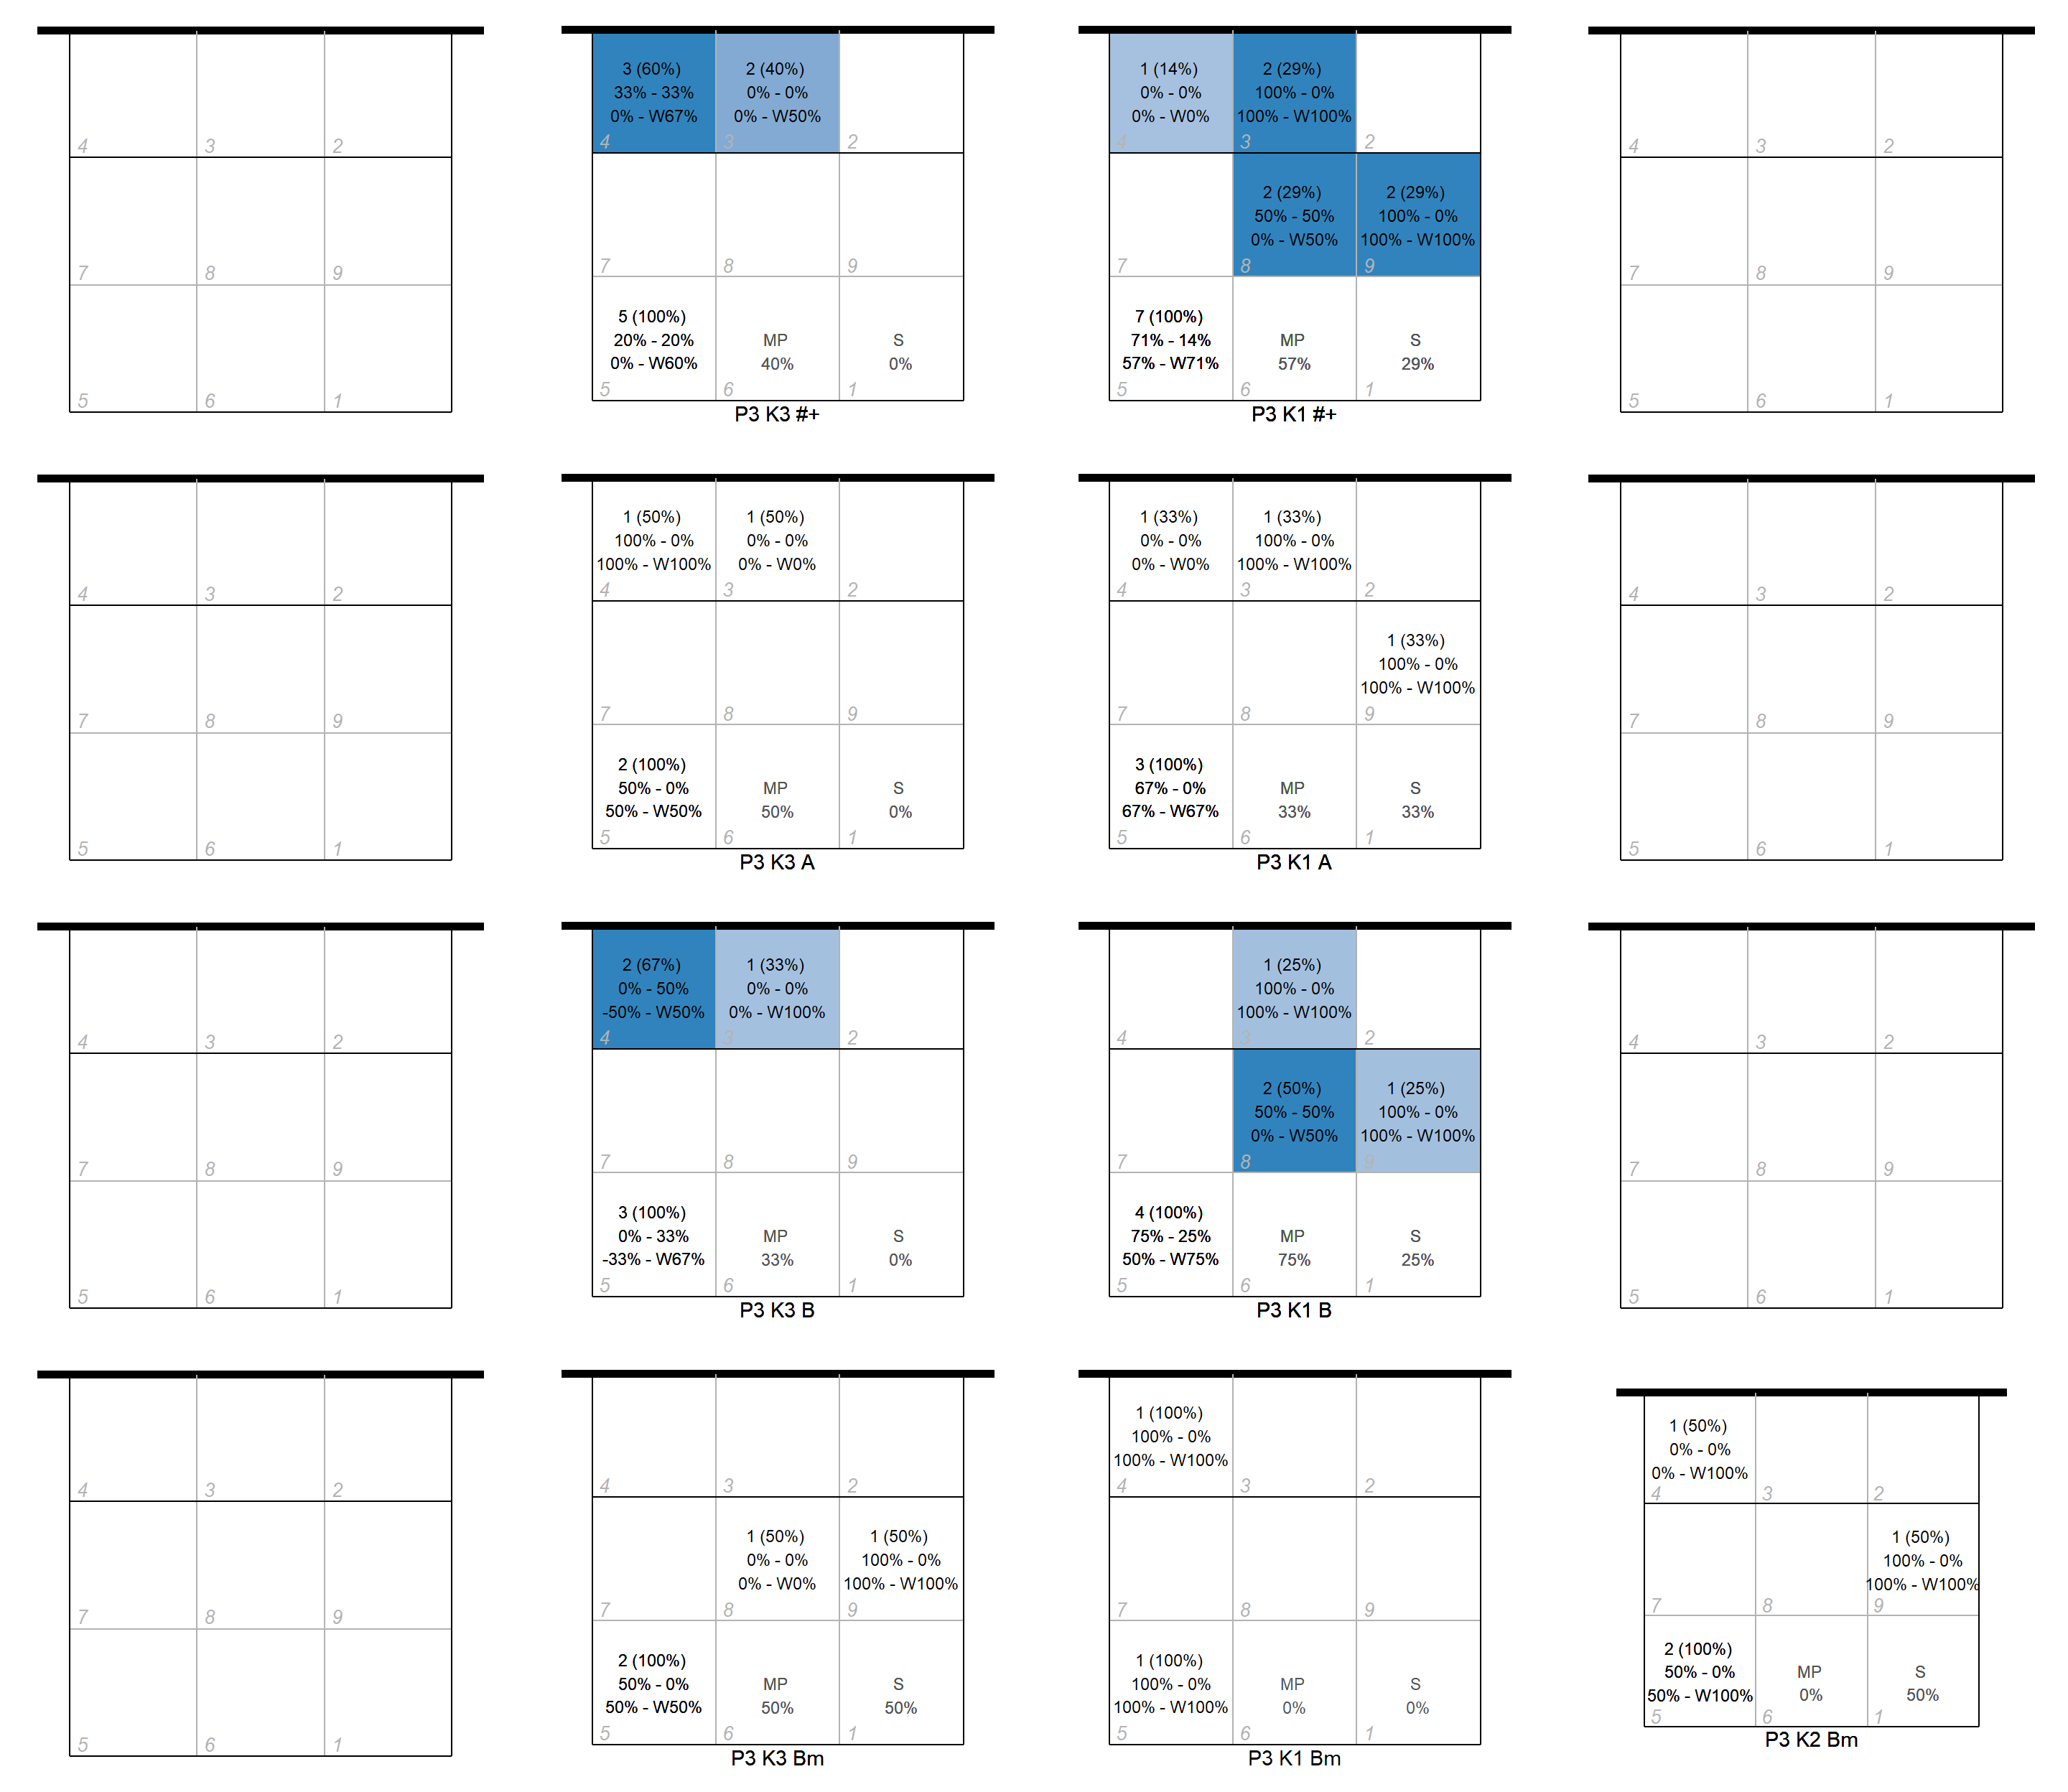 4
3
2
7
8
9
5
6
1
3 (60%)
33% - 33%
0% - W67%
4
2 (40%)
0% - 0%
0% - W50%
3
2
7
8
9
5 (100%)
20% - 20%
0% - W60%
5
MP
40%
6
S
0%
1
P3 K3 #+
1 (14%)
0% - 0%
0% - W0%
4
2 (29%)
100% - 0%
100% - W100%
3
2
7
2 (29%)
50% - 50%
0% - W50%
8
2 (29%)
100% - 0%
100% - W100%
9
7 (100%)
71% - 14%
57% - W71%
5
MP
57%
6
S
29%
1
P3 K1 #+
4
3
2
7
8
9
5
6
1
4
3
2
7
8
9
5
6
1
1 (50%)
100% - 0%
100% - W100%
4
1 (50%)
0% - 0%
0% - W0%
3
2
7
8
9
2 (100%)
50% - 0%
50% - W50%
5
MP
50%
6
S
0%
1
P3 K3 A
1 (33%)
0% - 0%
0% - W0%
4
1 (33%)
100% - 0%
100% - W100%
3
2
7
8
1 (33%)
100% - 0%
100% - W100%
9
3 (100%)
67% - 0%
67% - W67%
5
MP
33%
6
S
33%
1
P3 K1 A
4
3
2
7
8
9
5
6
1
4
3
2
7
8
9
5
6
1
2 (67%)
0% - 50%
-50% - W50%
4
1 (33%)
0% - 0%
0% - W100%
3
2
7
8
9
3 (100%)
0% - 33%
-33% - W67%
5
MP
33%
6
S
0%
1
P3 K3 B
4
1 (25%)
100% - 0%
100% - W100%
3
2
7
2 (50%)
50% - 50%
0% - W50%
8
1 (25%)
100% - 0%
100% - W100%
9
4 (100%)
75% - 25%
50% - W75%
5
MP
75%
6
S
25%
1
P3 K1 B
4
3
2
7
8
9
5
6
1
4
3
2
7
8
9
5
6
1
4
3
2
7
1 (50%)
0% - 0%
0% - W0%
8
1 (50%)
100% - 0%
100% - W100%
9
2 (100%)
50% - 0%
50% - W50%
5
MP
50%
6
S
50%
1
P3 K3 Bm
1 (100%)
100% - 0%
100% - W100%
4
3
2
7
8
9
1 (100%)
100% - 0%
100% - W100%
5
MP
0%
6
S
0%
1
P3 K1 Bm
1 (50%)
0% - 0%
0% - W100%
4
3
2
7
8
1 (50%)
100% - 0%
100% - W100%
9
2 (100%)
50% - 0%
50% - W100%
5
MP
0%
6
S
50%
1
P3 K2 Bm